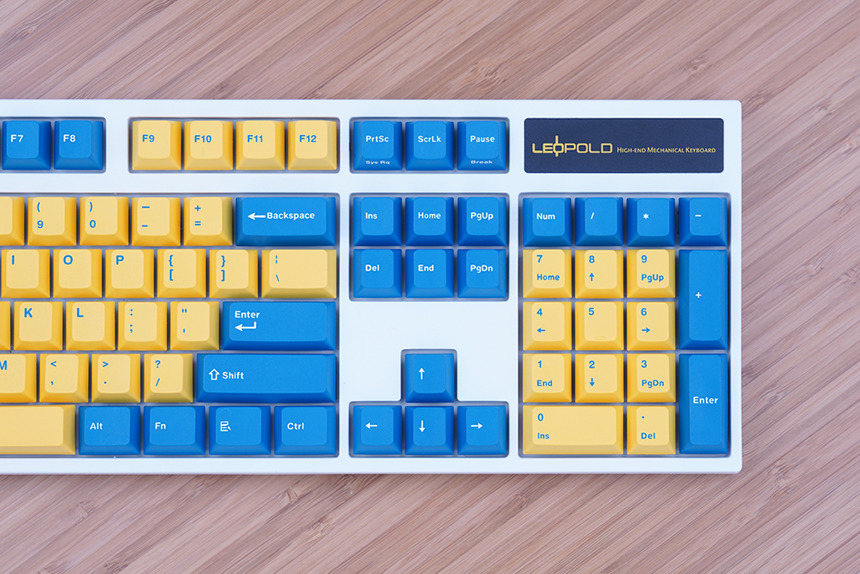 F7 F8 F9 F10 F11 F12 PrtSc ScrLk Pause
SysRq Break
LEOPOLD HIGH-END MECHANICAL KEYBOARD
( ) _ +
9 0 - = ←Backspace Ins Home PgUp Num / * −
I O P { } ¦ Del End PgDn 7 8 9
[ ] \ Home ↑ PgUp
+
K L : " Enter 4 5 6
; ' ↵ ← →
M < > ? ⇧ Shift ↑ 1 2 3
, . / End ↓ PgDn
Enter
Alt Fn Ctrl ← ↓ → 0 .
Ins Del